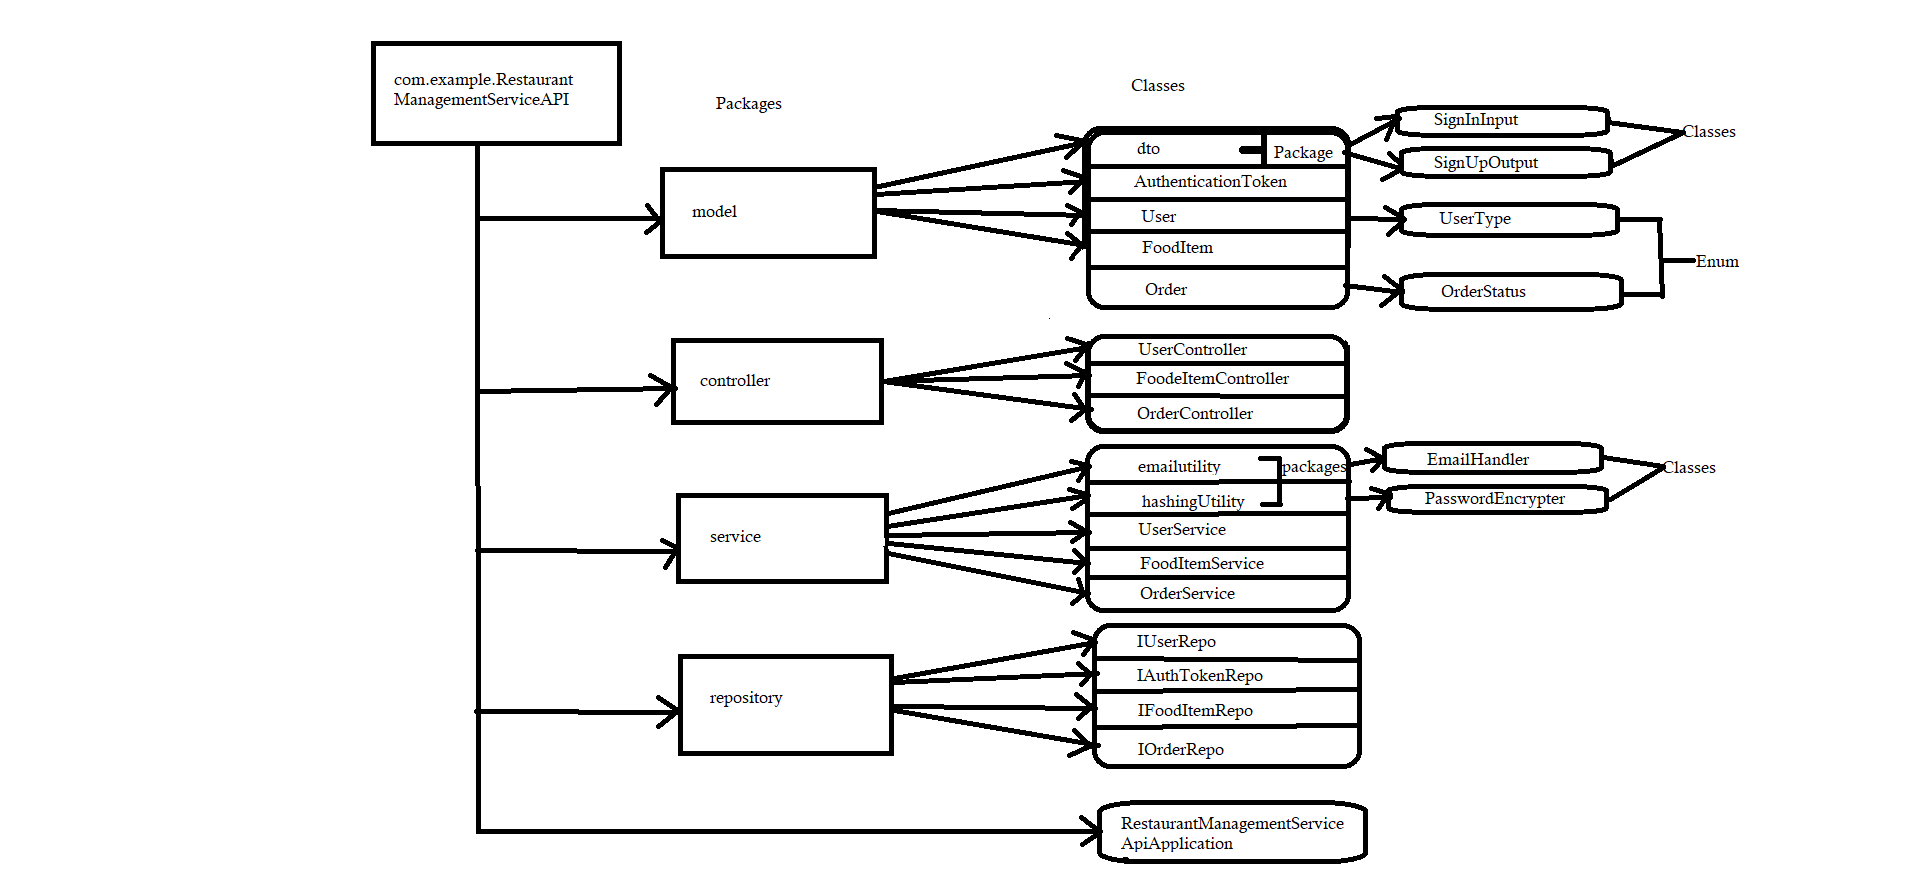 com.example.Restaurant
ManagementServiceAPI
Packages
Classes
model
dto
Package
AuthenticationToken
User
FoodItem
Order
SignInInput
SignUpOutput
Classes
UserType
OrderStatus
Enum
controller
UserController
FoodeItemController
OrderController
service
emailutility
packages
hashingUtility
UserService
FoodItemService
OrderService
EmailHandler
PasswordEncrypter
Classes
repository
IUserRepo
IAuthTokenRepo
IFoodItemRepo
IOrderRepo
RestaurantManagementService
ApiApplication